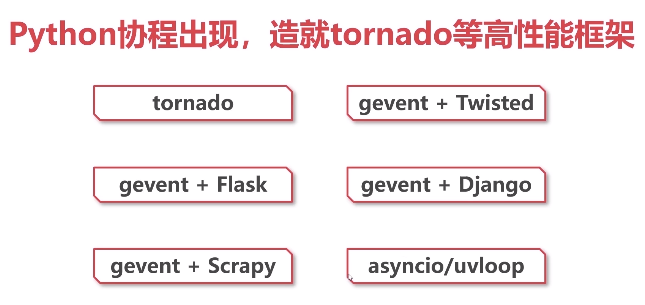 Python协程出现，造就tornado等高性能框架
tornado
gevent + Twisted
gevent + Flask
gevent + Django
gevent + Scrapy
asyncio/uvloop